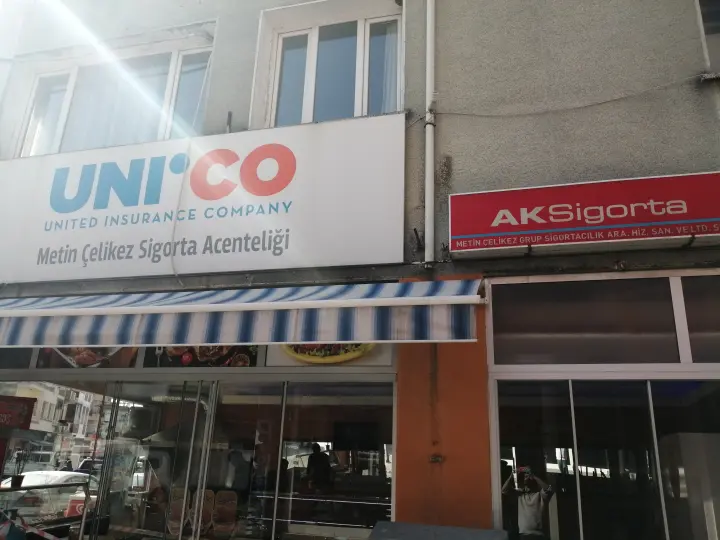 UNI°CO
UNITED INSURANCE COMPANY
Metin Çelikez Sigorta Acenteliği
AKSigorta
METİN ÇELİKEZ GRUP SİGORTACILIK ARA. HİZ. SAN. VE LTD. Ş